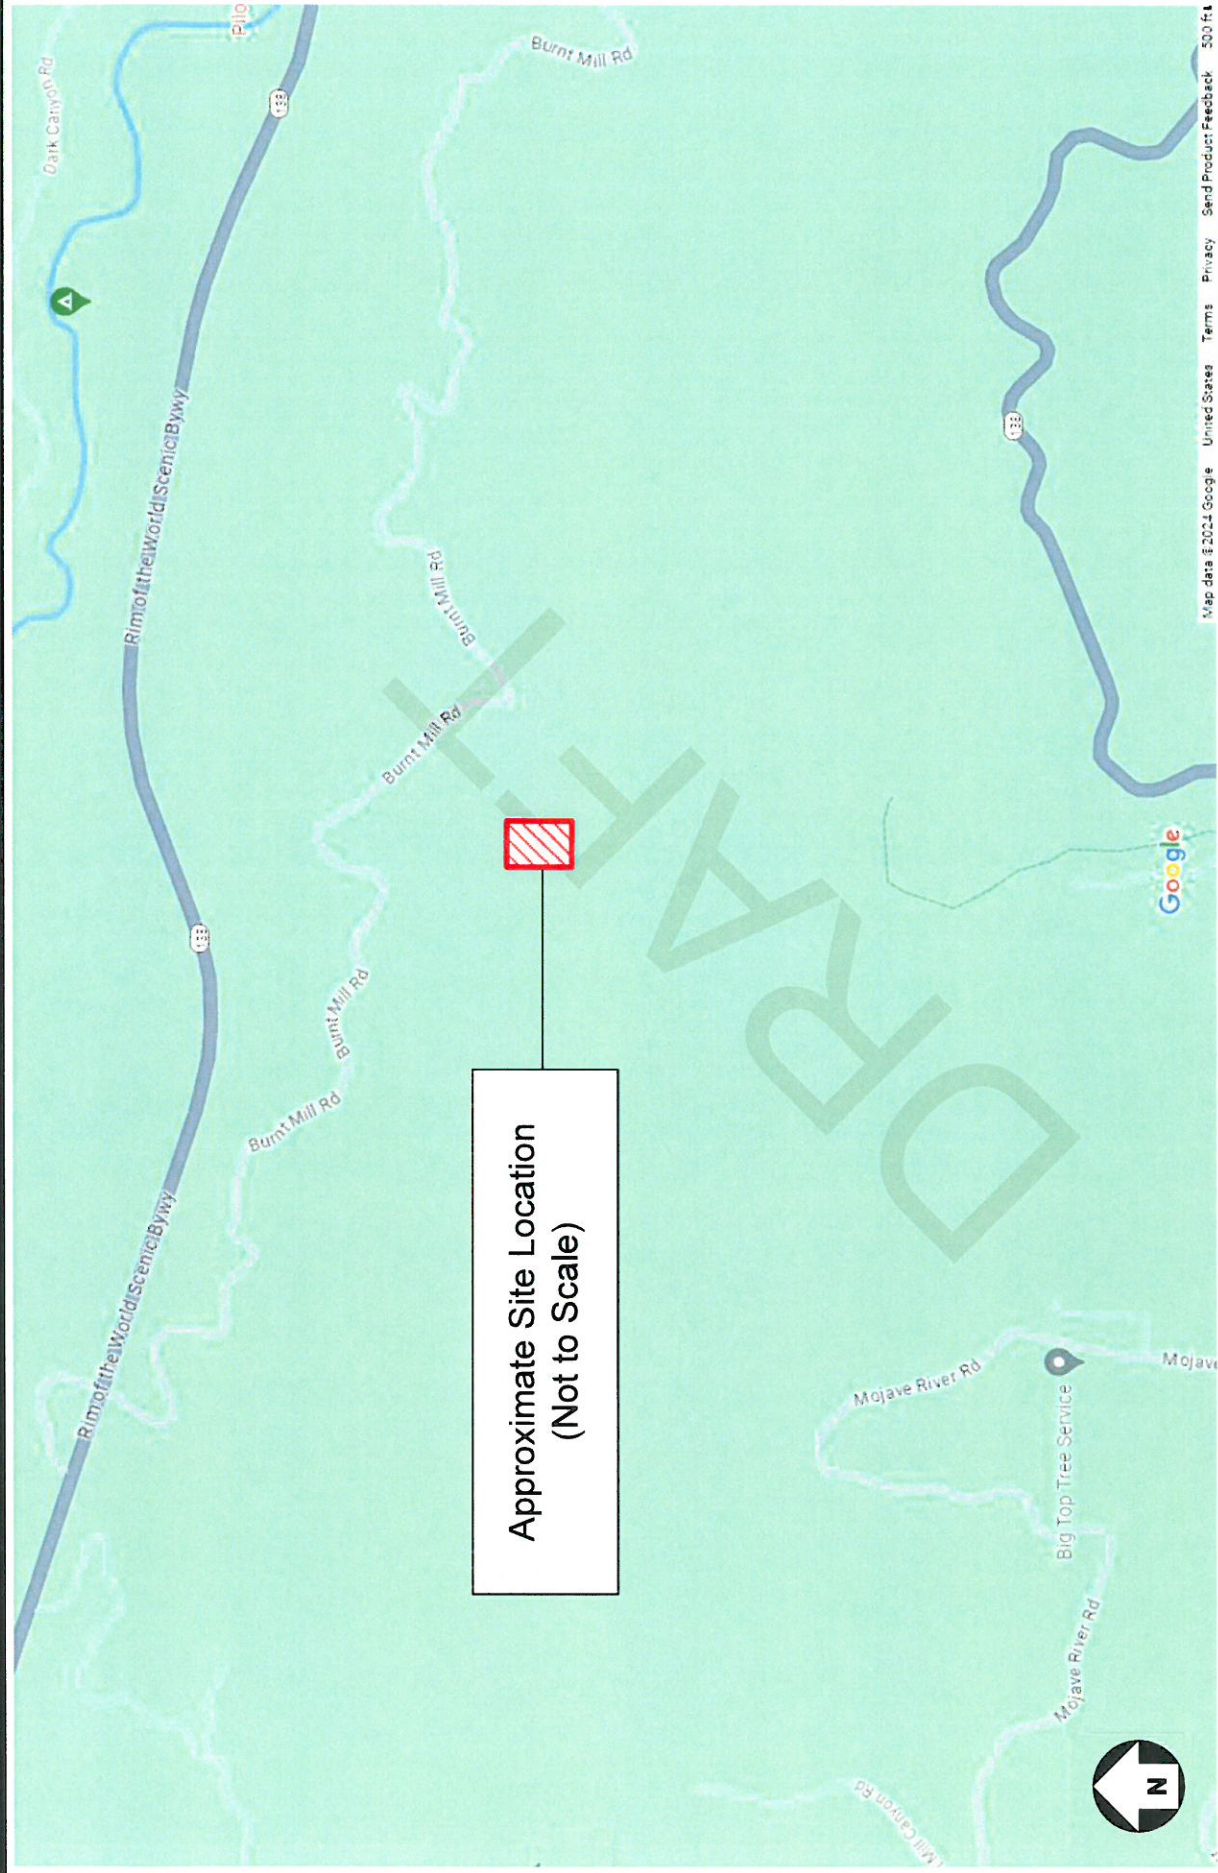 Dark Canyon Rd
Pilo
138
Burnt Mill Rd
Rim of the World Scenic Bywy
Burnt Mill Rd
Burnt Mill Rd
138
138
Burnt Mill Rd
Burnt Mill Rd
Rim of the World Scenic Bywy
Approximate Site Location
(Not to Scale)
DRAFT
Mojave River Rd
Big Top Tree Service
Mojave
Mojave River Rd
Mill Canyon Rd
N
Google
Map data ©2024 Google United States Terms Privacy Send Product Feedback 500 ft